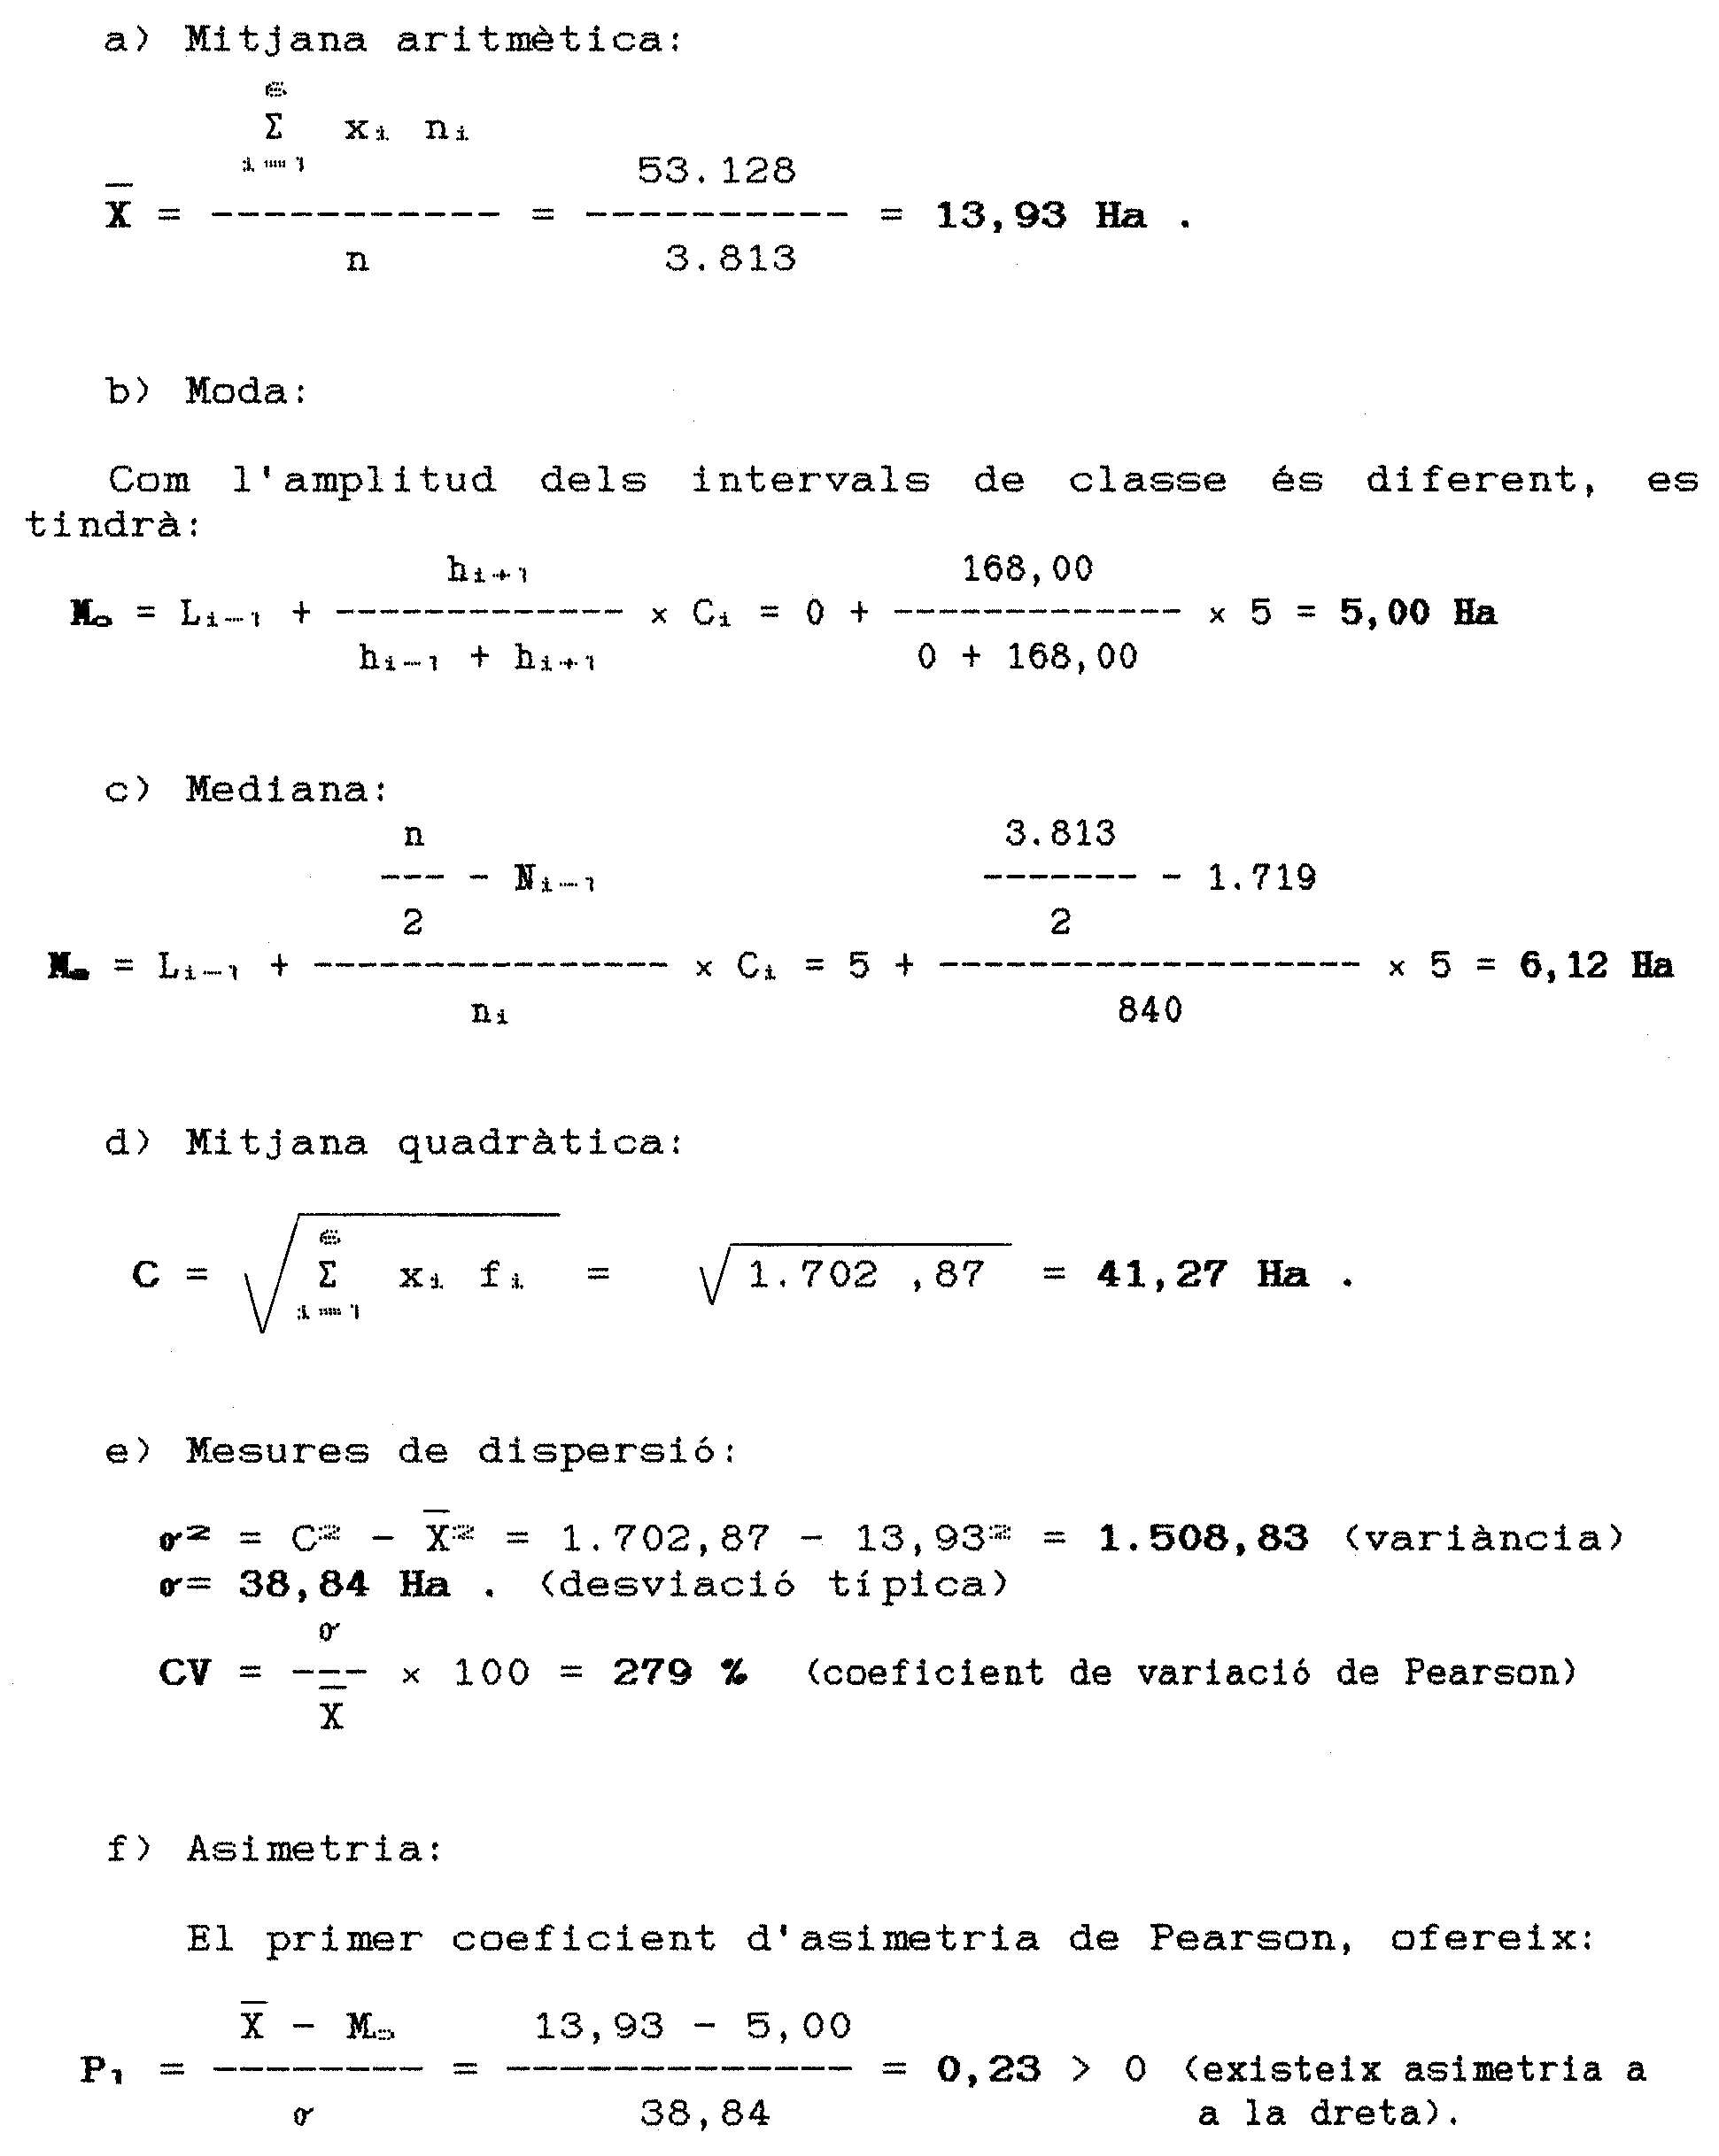 a) Mitjana aritmètica:
6
Σ xi ni
i=1 53.128
X = ----------- = ---------- = 13,93 Ha .
n 3.813
b) Moda:
Com l'amplitud dels intervals de classe és diferent, es
tindrà:
hi+1 168,00
Mo = Li-1 + ------------- x Ci = 0 + ------------- x 5 = 5,00 Ha
hi-1 + hi+1 0 + 168,00
c) Mediana:
n 3.813
--- - Ni-1 ------- - 1.719
2 2
Me = Li-1 + ---------------- x Ci = 5 + ------------------- x 5 = 6,12 Ha
ni 840
d) Mitjana quadràtica:
6
C = √ Σ xi fi = √ 1.702 ,87 = 41,27 Ha .
i=1
e) Mesures de dispersió:
σ² = C² - X² = 1.702,87 - 13,93² = 1.508,83 (variància)
σ= 38,84 Ha . (desviació típica)
σ
CV = --- x 100 = 279 % (coeficient de variació de Pearson)
X
f) Asimetria:
El primer coeficient d'asimetria de Pearson, ofereix:
X - Mo 13,93 - 5,00
P1 = -------- = ------------- = 0,23 > 0 (existeix asimetria a
σ 38,84 a la dreta).